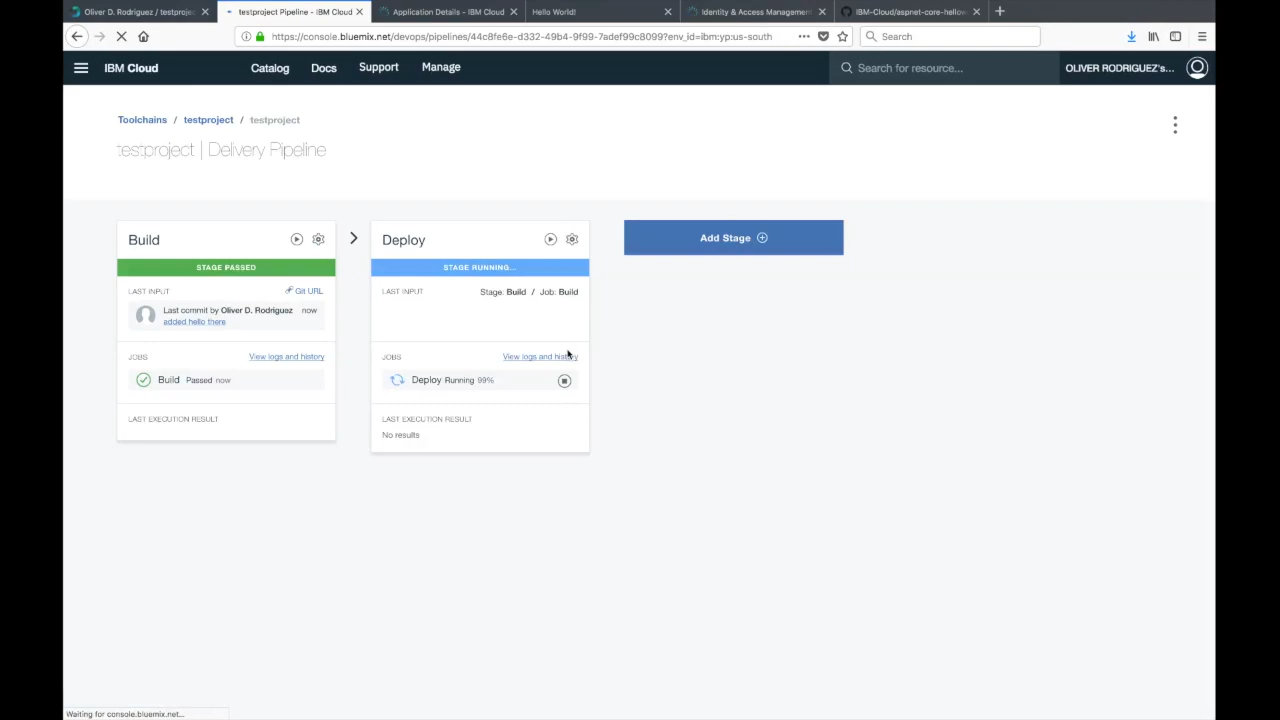 Oliver D. Rodriguez / testprojec
testproject Pipeline - IBM Cloud
Application Details - IBM Cloud
Hello World!
Identity & Access Management
IBM-Cloud/aspnet-core-hellow
https://console.bluemix.net/devops/pipelines/44c8fe6e-d332-49b4-9f99-7adef99c8099?env_id=ibm:yp:us-south
Search
IBM Cloud
Catalog
Docs
Support
Manage
Search for resource...
OLIVER RODRIGUEZ's...
Toolchains / testproject / testproject
testproject | Delivery Pipeline
Build
STAGE PASSED
LAST INPUT
Git URL
Last commit by Oliver D. Rodriguez now
added hello there
JOBS
View logs and history
Build Passed now
LAST EXECUTION RESULT
Deploy
STAGE RUNNING...
LAST INPUT
Stage: Build / Job: Build
JOBS
View logs and history
Deploy Running 99%
LAST EXECUTION RESULT
No results
Add Stage
Waiting for console.bluemix.net...